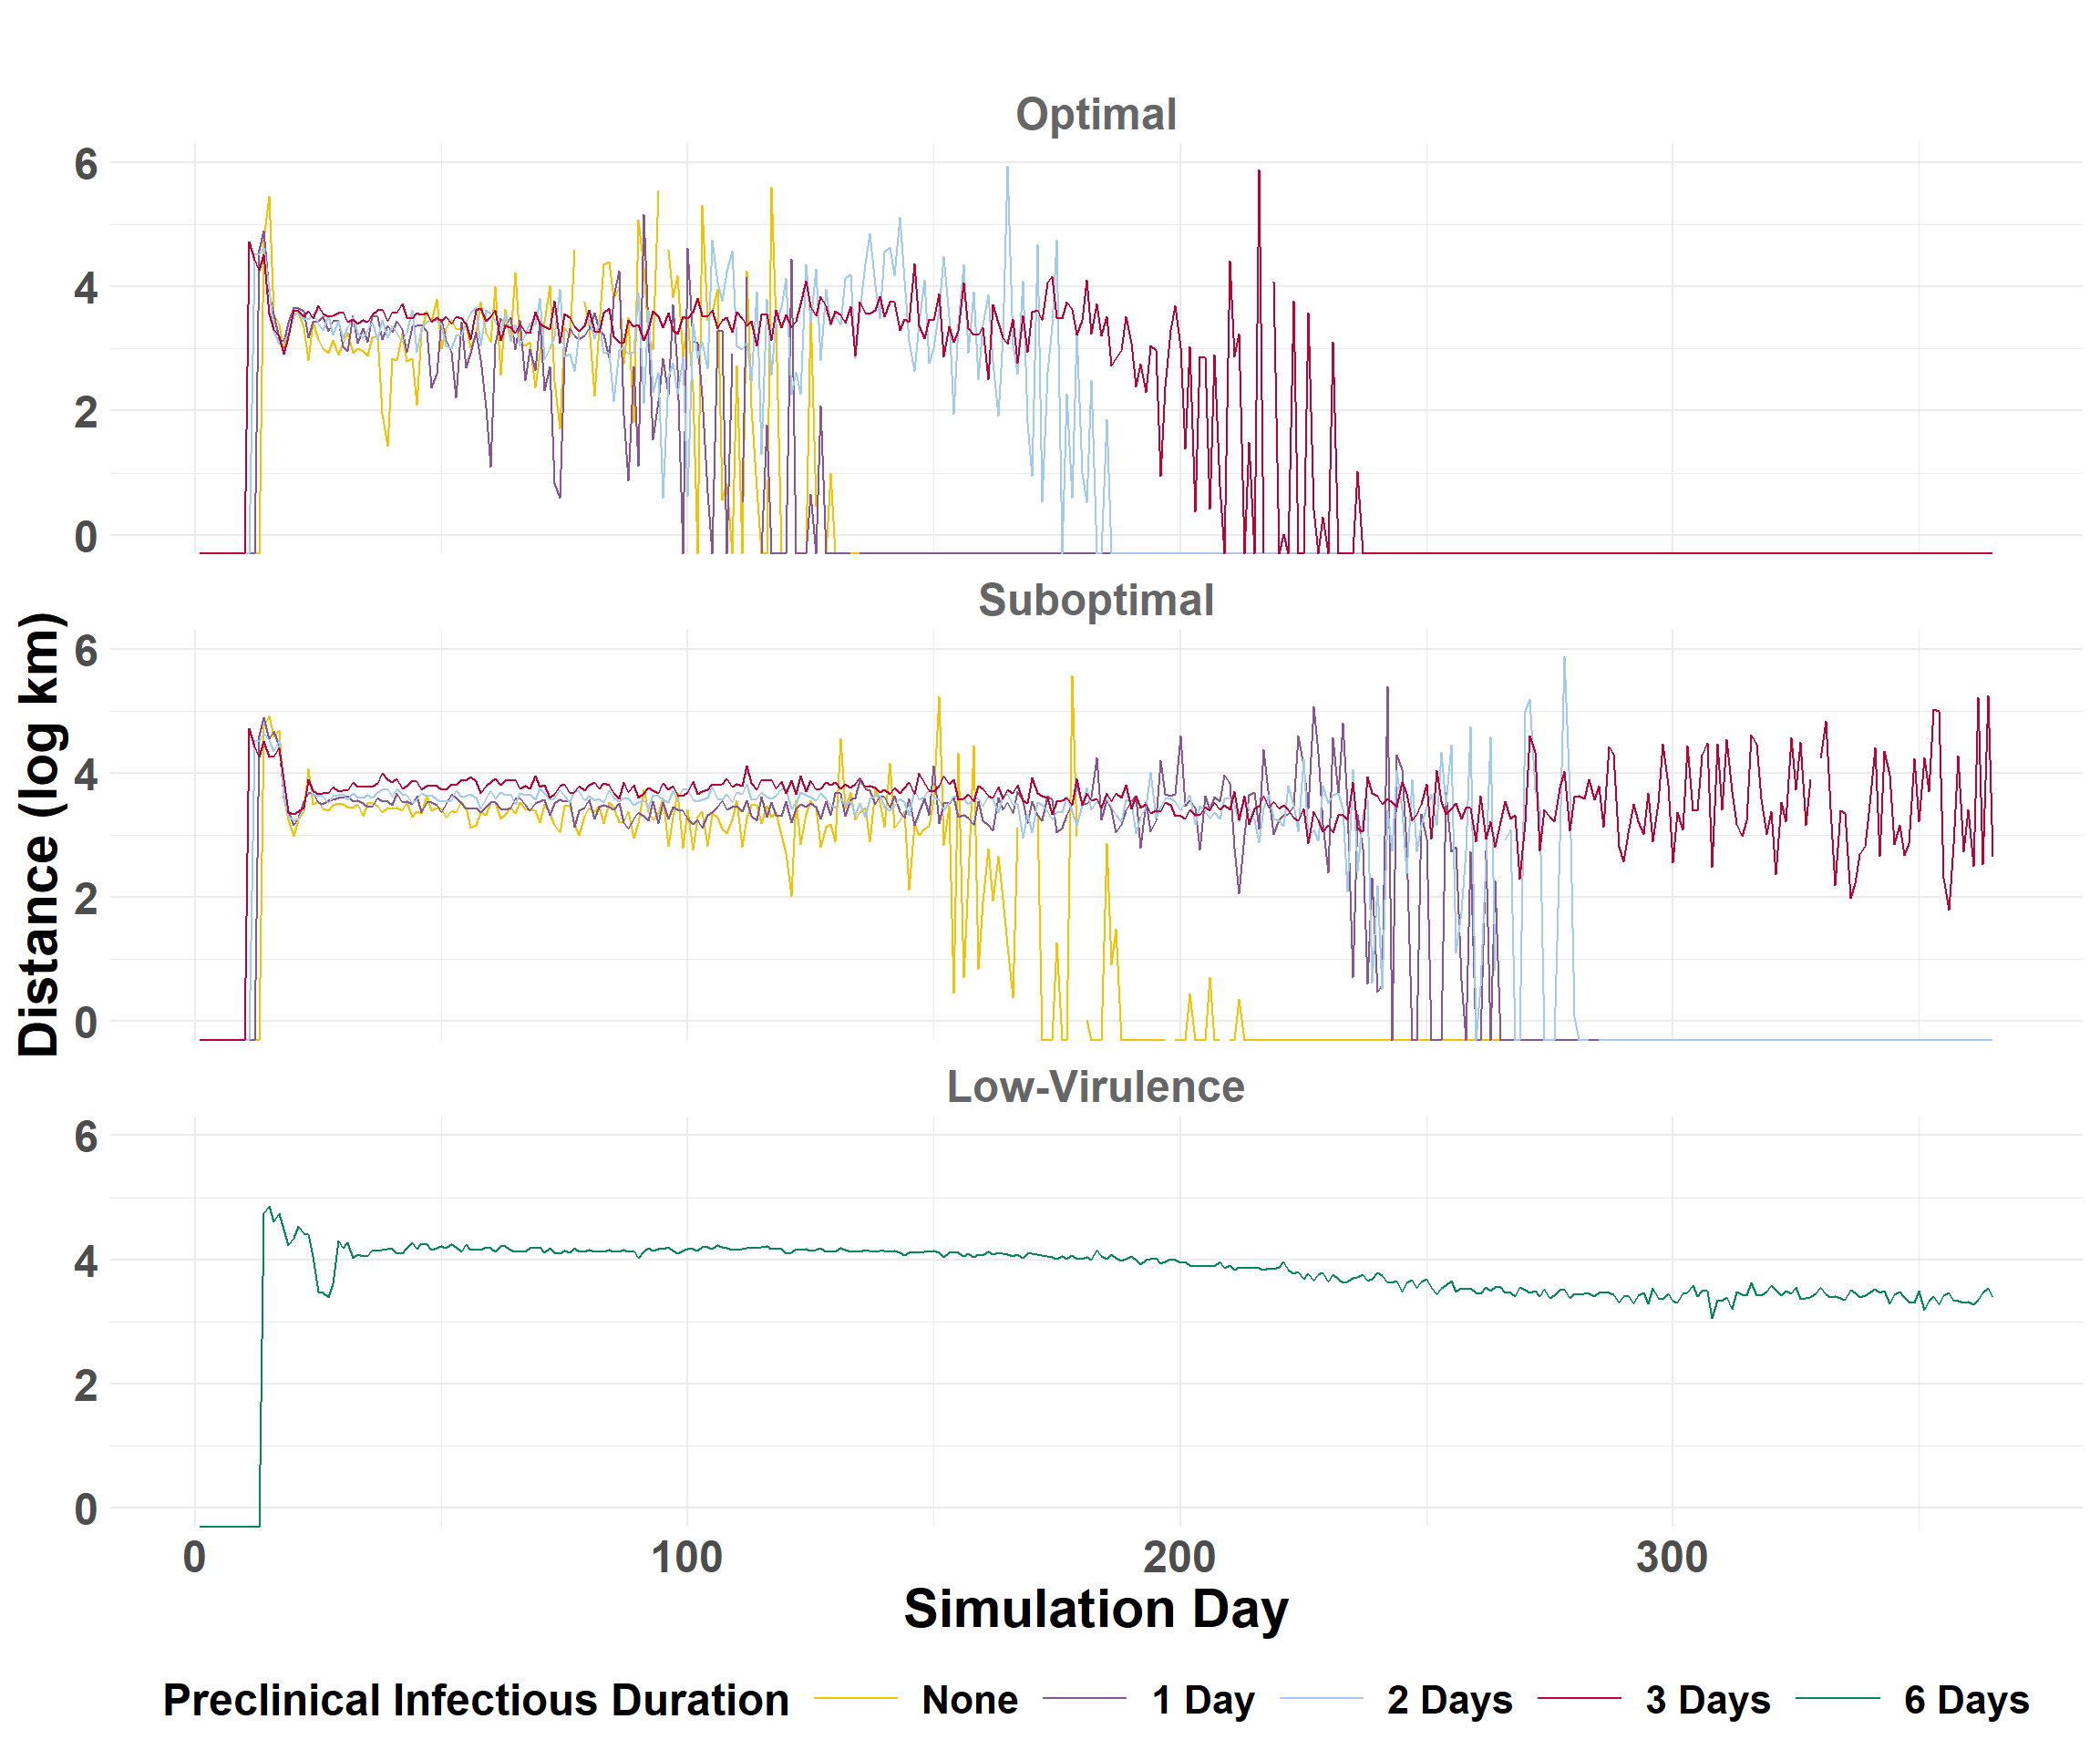 Optimal
6
4
2
0
Suboptimal
6
4
2
0
Distance (log km)
Low-Virulence
6
4
2
0
0 100 200 300
Simulation Day
Preclinical Infectious Duration None 1 Day 2 Days 3 Days 6 Days